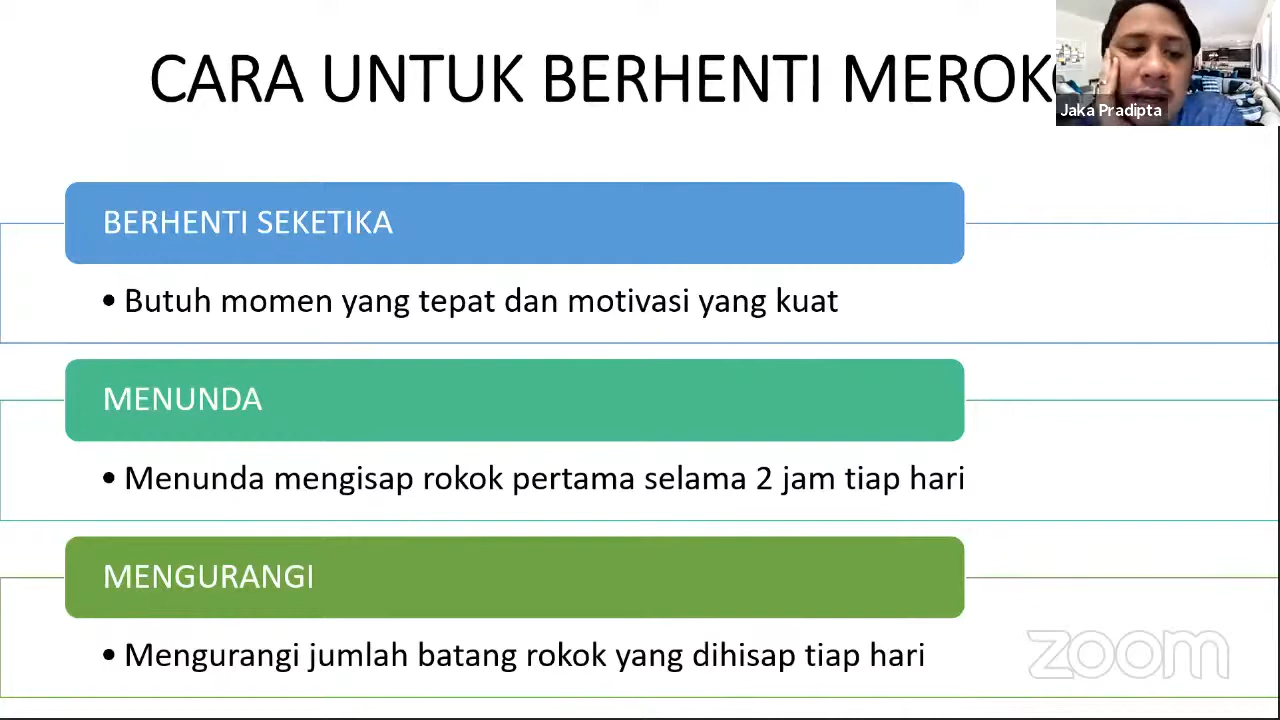 CARA UNTUK BERHENTI MEROK
Jaka Pradipta
BERHENTI SEKETIKA
• Butuh momen yang tepat dan motivasi yang kuat
MENUNDA
• Menunda mengisap rokok pertama selama 2 jam tiap hari
MENGURANGI
• Mengurangi jumlah batang rokok yang dihisap tiap hari
zoom